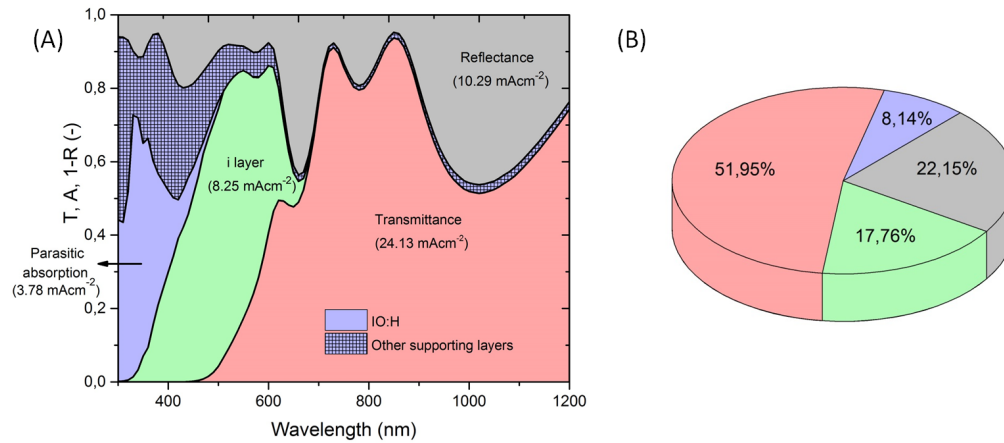 (A)
(B)
T, A, 1-R (-)
1,0
0,8
0,6
0,4
0,2
0,0
Reflectance
(10.29 mAcm⁻²)
i layer
(8.25 mAcm⁻²)
Transmittance
(24.13 mAcm⁻²)
Parasitic
absorption
(3.78 mAcm⁻²)
IO:H
Other supporting layers
400
600
800
1000
1200
Wavelength (nm)
8,14%
51,95%
22,15%
17,76%